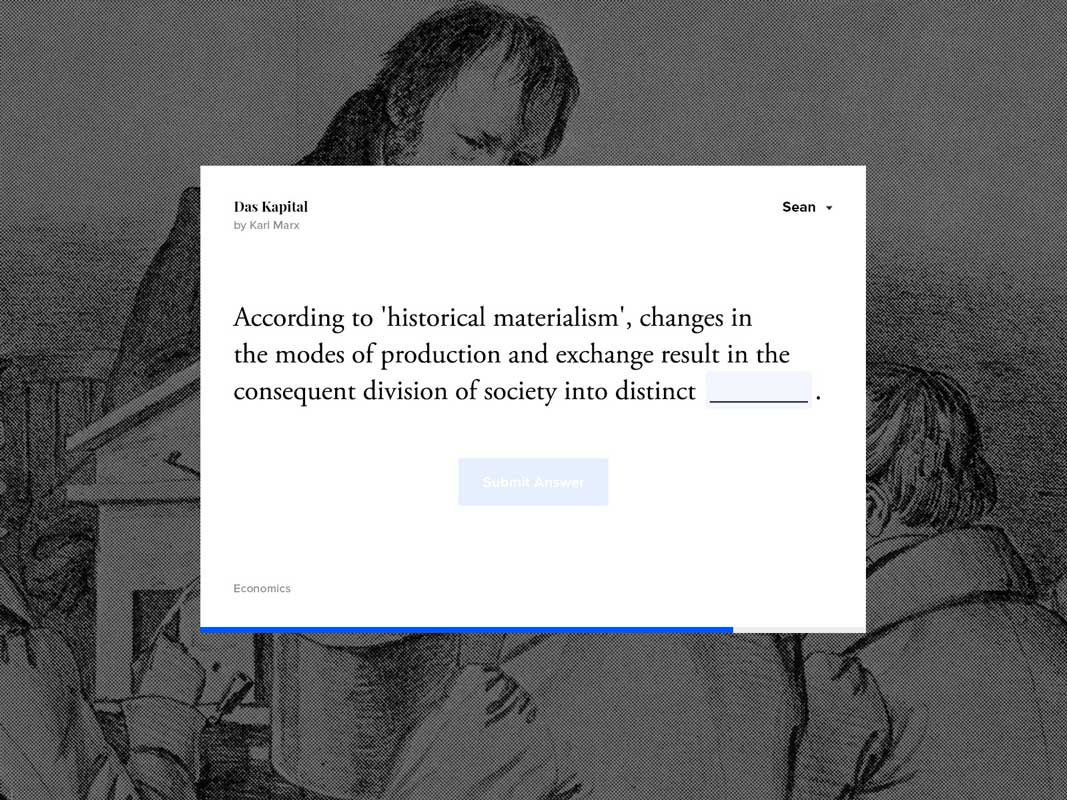 Das Kapital
by Karl Marx
Sean
According to 'historical materialism', changes in
the modes of production and exchange result in the
consequent division of society into distinct ________ .
Submit Answer
Economics